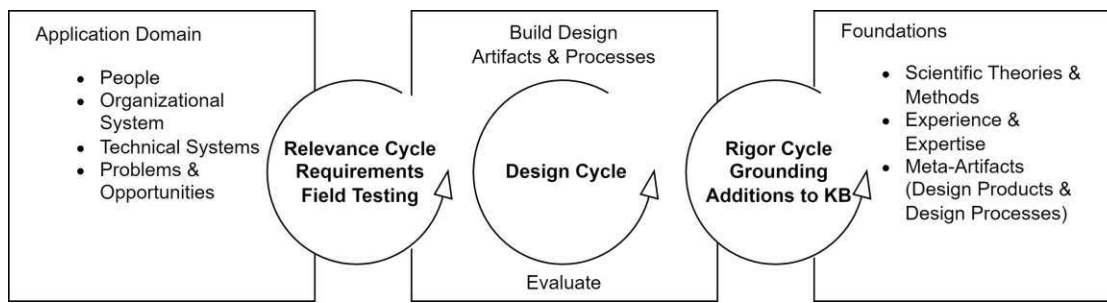 Application Domain
• People
• Organizational
System
• Technical Systems
• Problems &
Opportunities
Relevance Cycle
Requirements
Field Testing
Build Design
Artifacts & Processes
Design Cycle
Evaluate
Rigor Cycle
Grounding
Additions to KB
Foundations
• Scientific Theories &
Methods
• Experience &
Expertise
• Meta-Artifacts
(Design Products &
Design Processes)